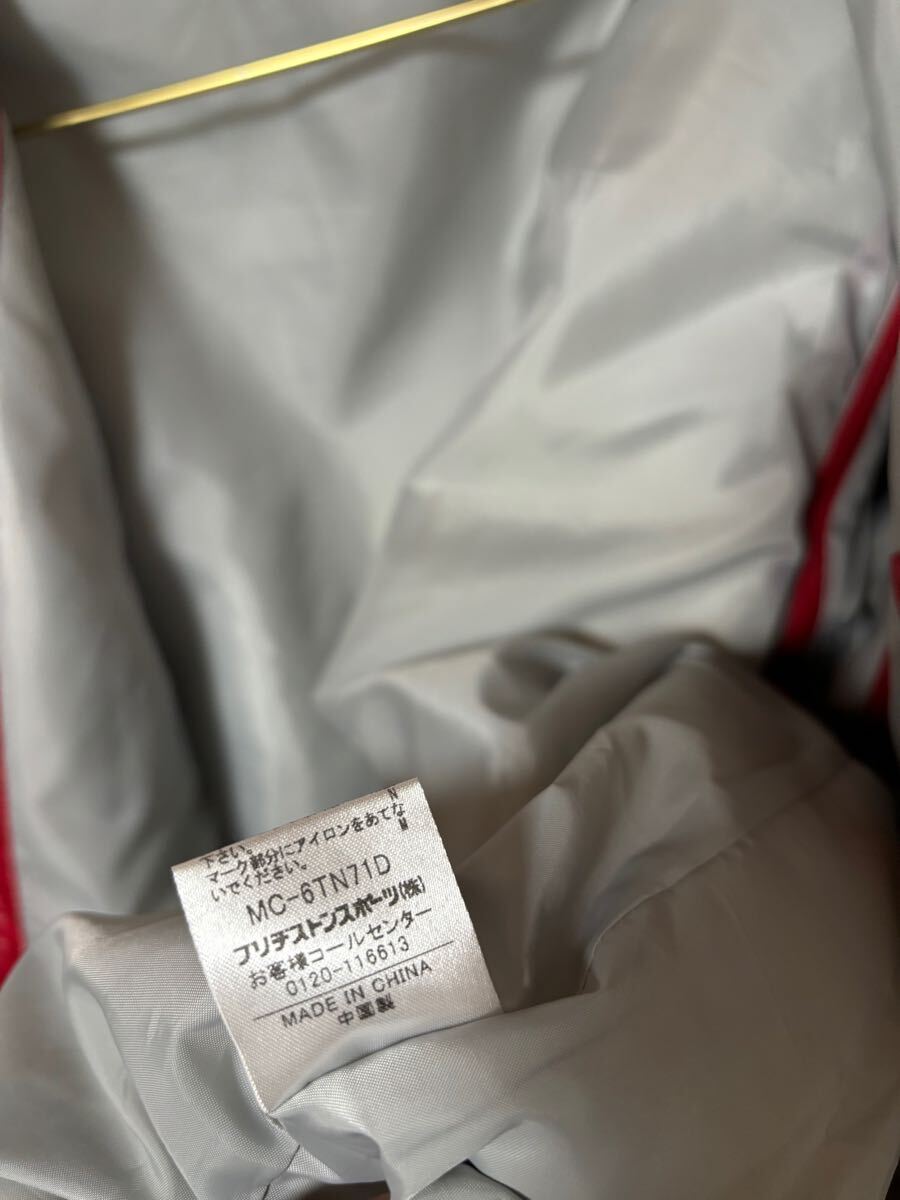 下さい。
マーク部分にアイロンをあてな
いでください。
MC-6TN71D
ブリヂストンスポーツ(株)
お客様コールセンター
0120-116613
MADE IN CHINA
中国製